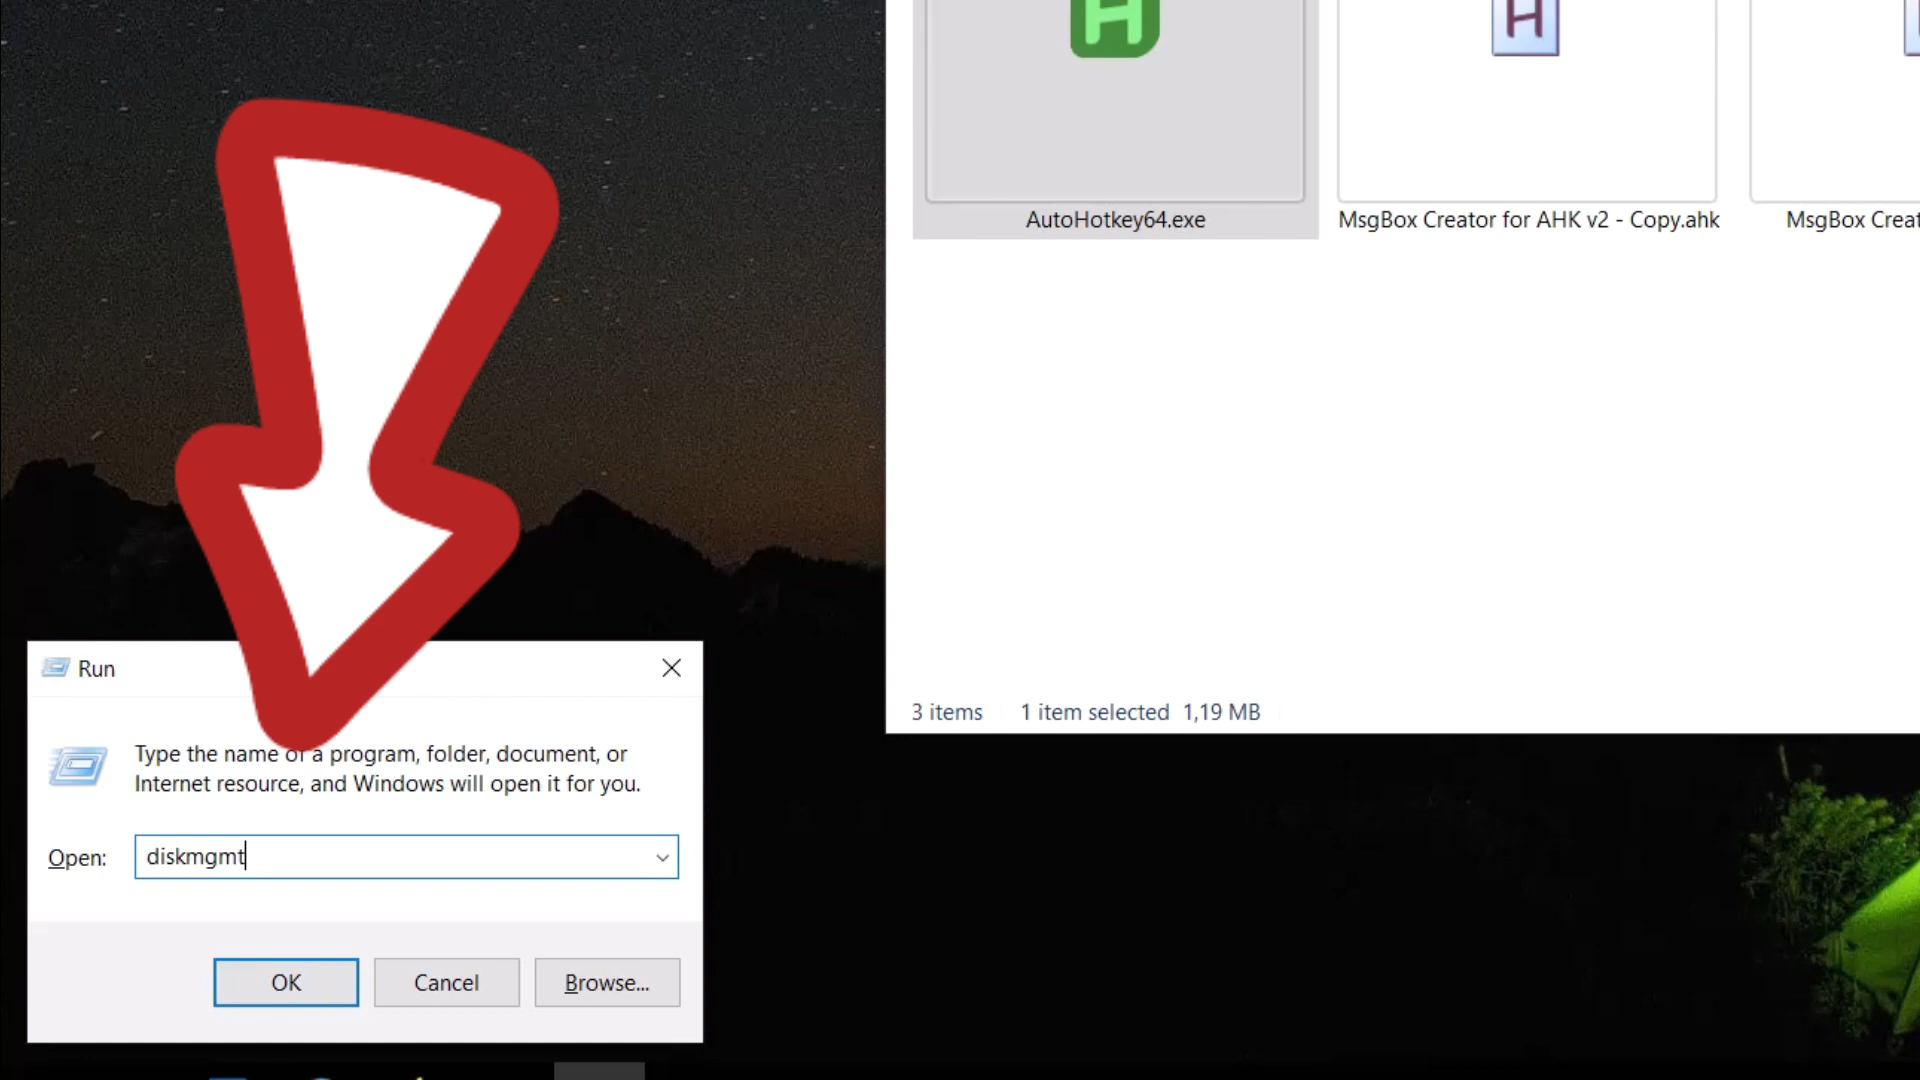 AutoHotkey64.exe
MsgBox Creator for AHK v2 - Copy.ahk
MsgBox Creat
3 items 1 item selected 1,19 MB
Run
Type the name of a program, folder, document, or
Internet resource, and Windows will open it for you.
Open: diskmgmt
OK Cancel Browse...